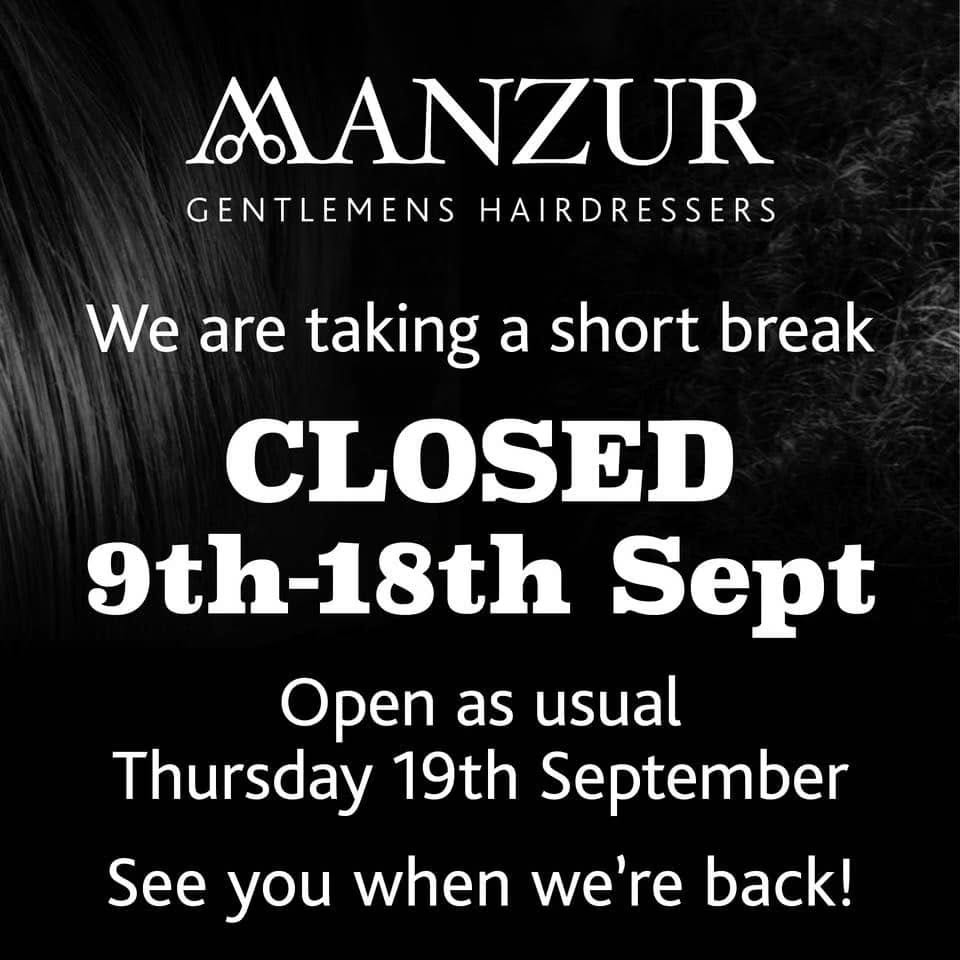 MANZUR
GENTLEMENS HAIRDRESSERS
We are taking a short break
CLOSED
9th-18th Sept
Open as usual
Thursday 19th September
See you when we're back!